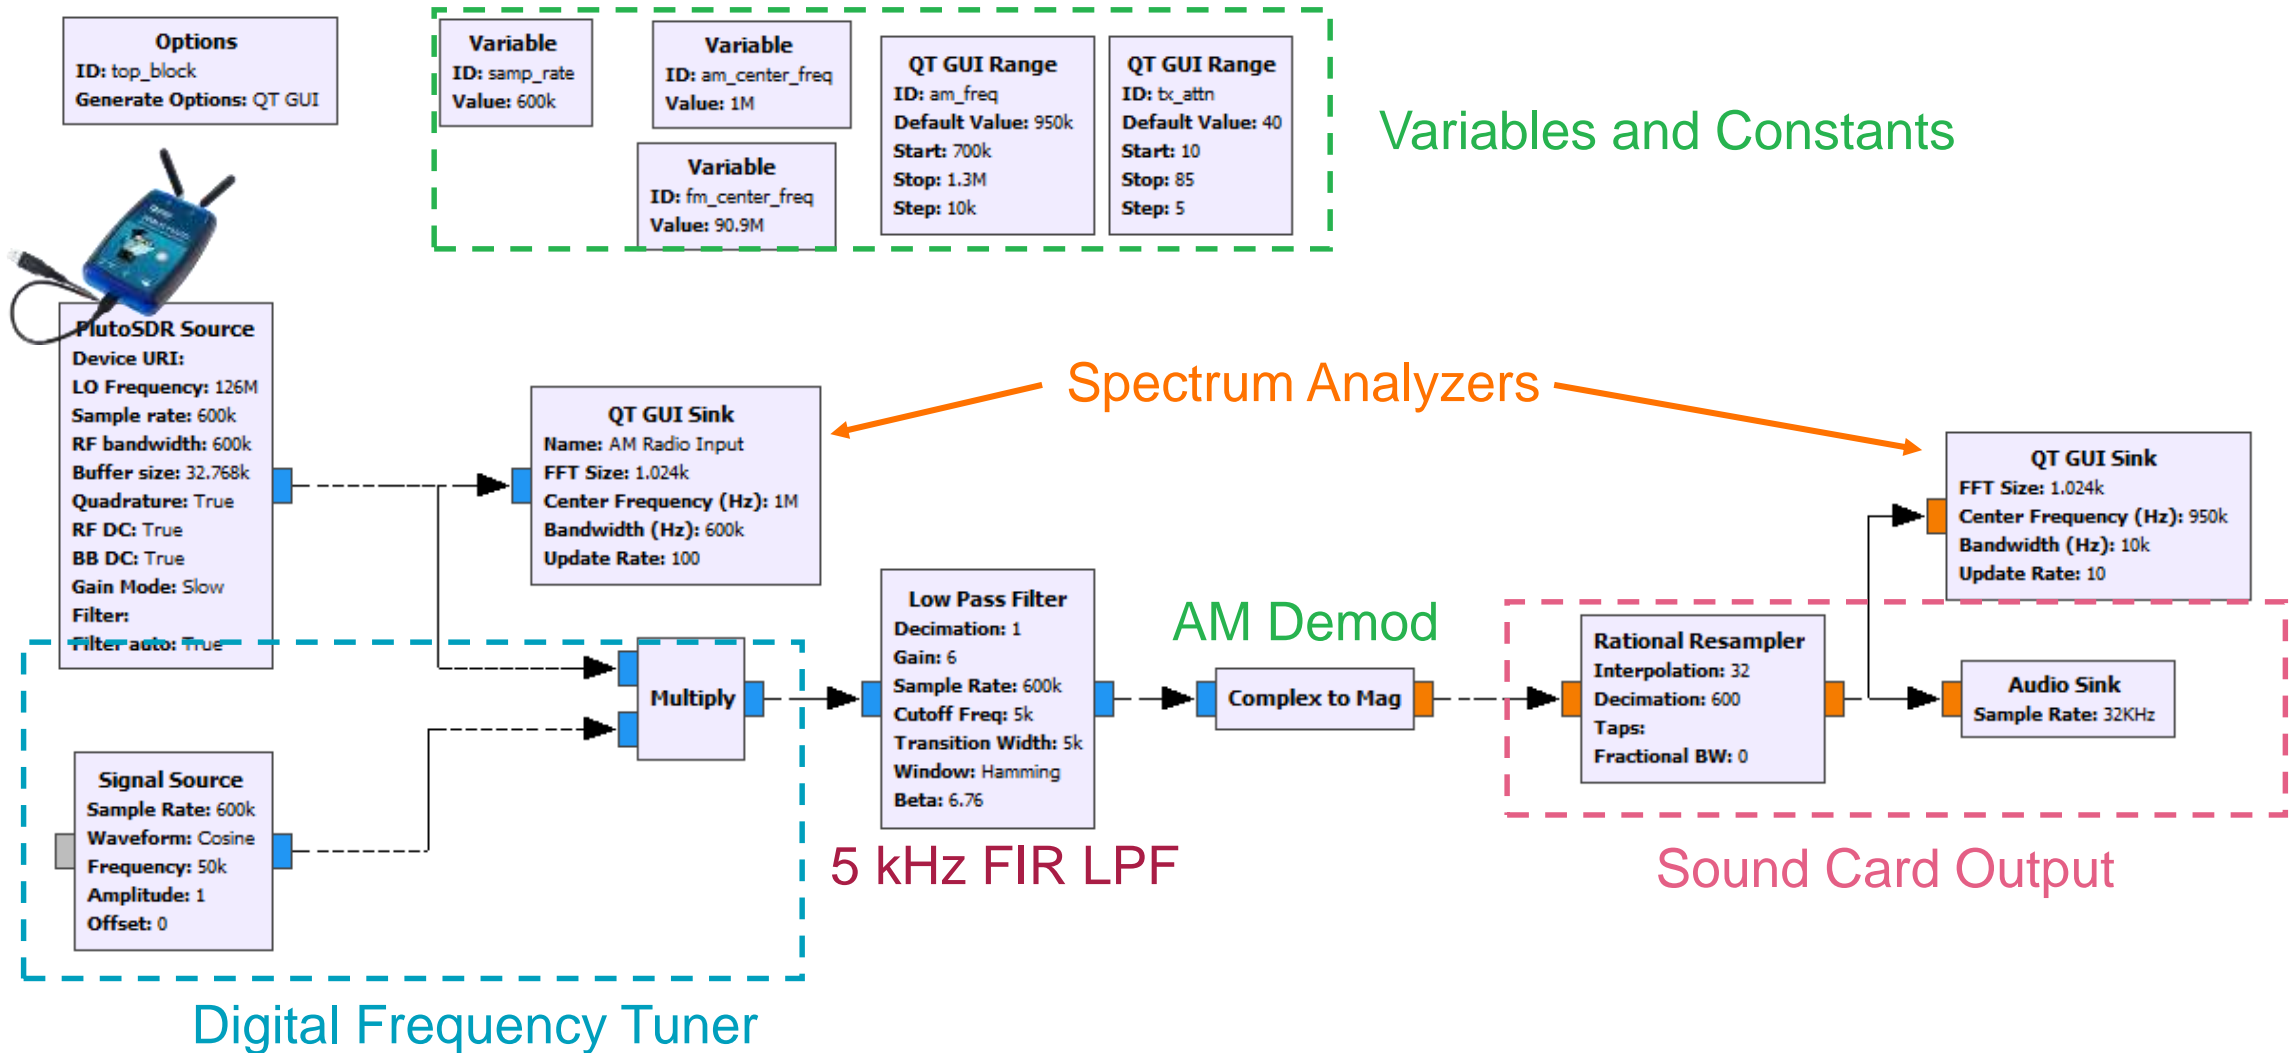 Options
ID: top_block
Generate Options: QT GUI
Variable
ID: samp_rate
Value: 600k
Variable
ID: am_center_freq
Value: 1M
Variable
ID: fm_center_freq
Value: 90.9M
QT GUI Range
ID: am_freq
Default Value: 950k
Start: 700k
Stop: 1.3M
Step: 10k
QT GUI Range
ID: tx_attn
Default Value: 40
Start: 10
Stop: 85
Step: 5
Variables and Constants
PlutoSDR Source
Device URI:
LO Frequency: 126M
Sample rate: 600k
RF bandwidth: 600k
Buffer size: 32.768k
Quadrature: True
RF DC: True
BB DC: True
Gain Mode: Slow
Filter:
Filter auto: True
QT GUI Sink
Name: AM Radio Input
FFT Size: 1.024k
Center Frequency (Hz): 1M
Bandwidth (Hz): 600k
Update Rate: 100
Spectrum Analyzers
QT GUI Sink
FFT Size: 1.024k
Center Frequency (Hz): 950k
Bandwidth (Hz): 10k
Update Rate: 10
Multiply
Low Pass Filter
Decimation: 1
Gain: 6
Sample Rate: 600k
Cutoff Freq: 5k
Transition Width: 5k
Window: Hamming
Beta: 6.76
AM Demod
Complex to Mag
Rational Resampler
Interpolation: 32
Decimation: 600
Taps:
Fractional BW: 0
Audio Sink
Sample Rate: 32KHz
Signal Source
Sample Rate: 600k
Waveform: Cosine
Frequency: 50k
Amplitude: 1
Offset: 0
5 kHz FIR LPF
Sound Card Output
Digital Frequency Tuner